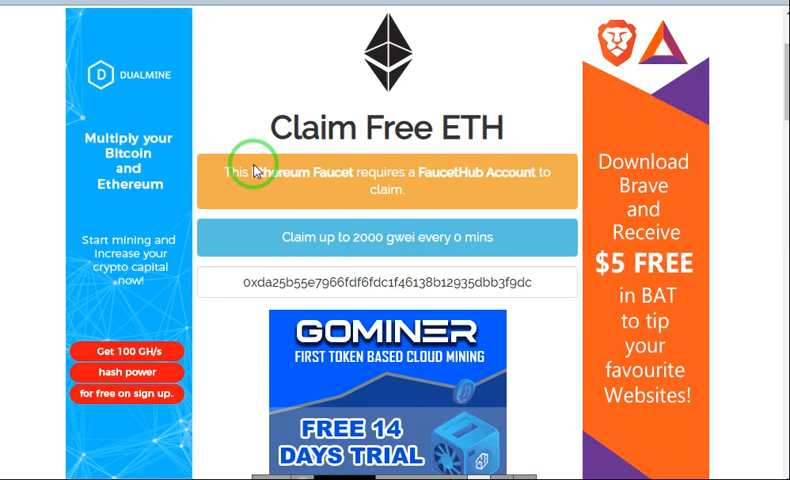 DUALMINE
Multiply your
Bitcoin
and
Ethereum
Start mining and
increase your
crypto capital
now!
Get 100 GH/s
hash power
for free on sign up.
Claim Free ETH
This Ethereum Faucet requires a FaucetHub Account to
claim.
Claim up to 2000 gwei every 0 mins
0xda25b55e7966fdf6fdc1f46138b12935dbb3f9dc
GOMINER
FIRST TOKEN BASED CLOUD MINING
FREE 14
DAYS TRIAL
Download
Brave
and
Receive
$5 FREE
in BAT
to tip
your
favourite
Websites!